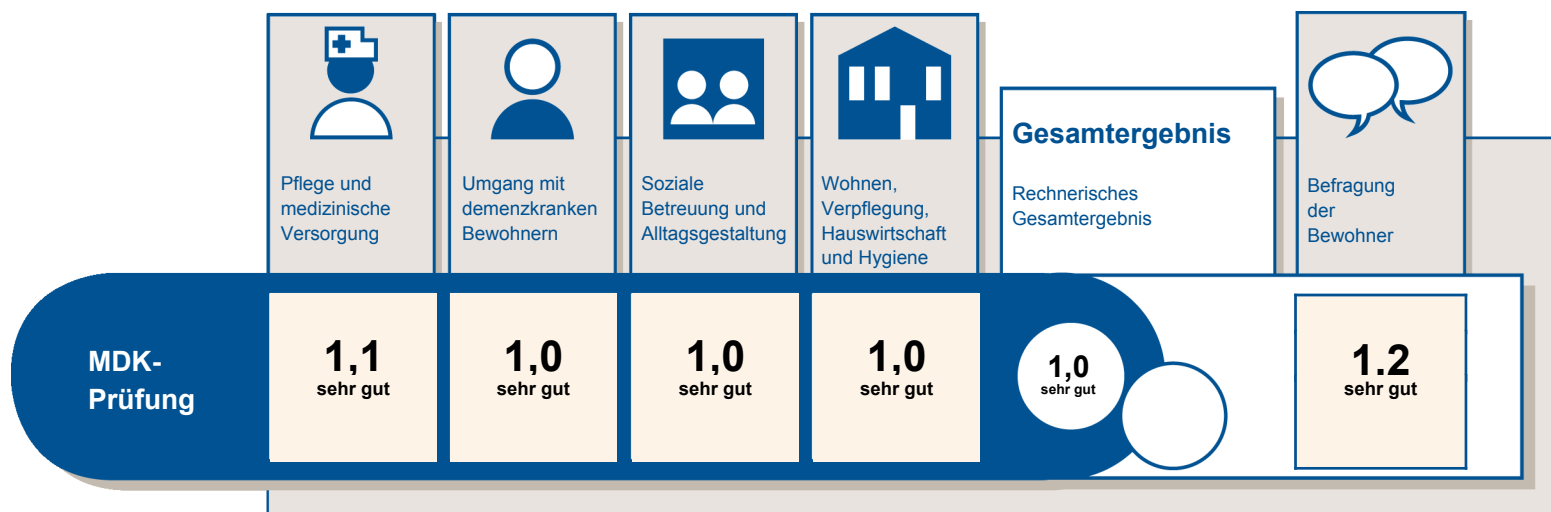 Pflege und
medizinische
Versorgung
Umgang mit
demenzkranken
Bewohnern
Soziale
Betreuung und
Alltagsgestaltung
Wohnen,
Verpflegung,
Hauswirtschaft
und Hygiene
Gesamtergebnis
Rechnerisches
Gesamtergebnis
Befragung
der
Bewohner
MDK-
Prüfung
1,1
sehr gut
1,0
sehr gut
1,0
sehr gut
1,0
sehr gut
1,0
sehr gut
1.2
sehr gut